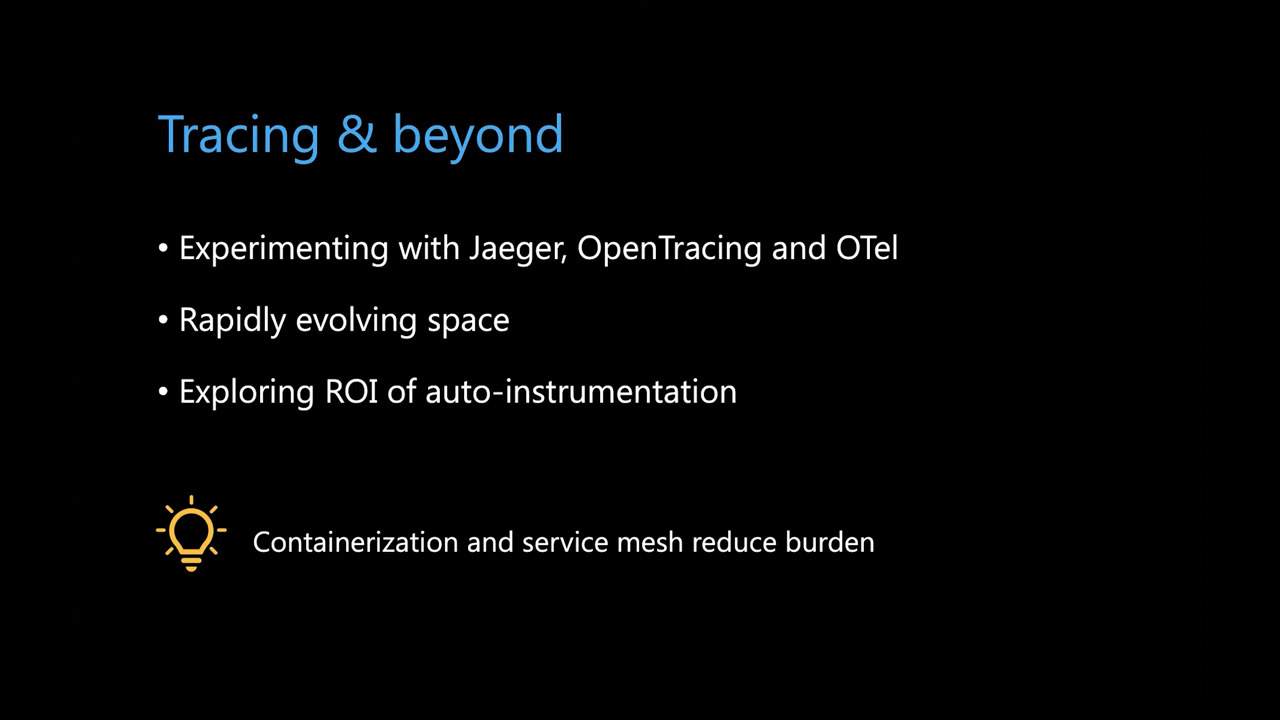 Tracing & beyond
• Experimenting with Jaeger, OpenTracing and OTel
• Rapidly evolving space
• Exploring ROI of auto-instrumentation
Containerization and service mesh reduce burden